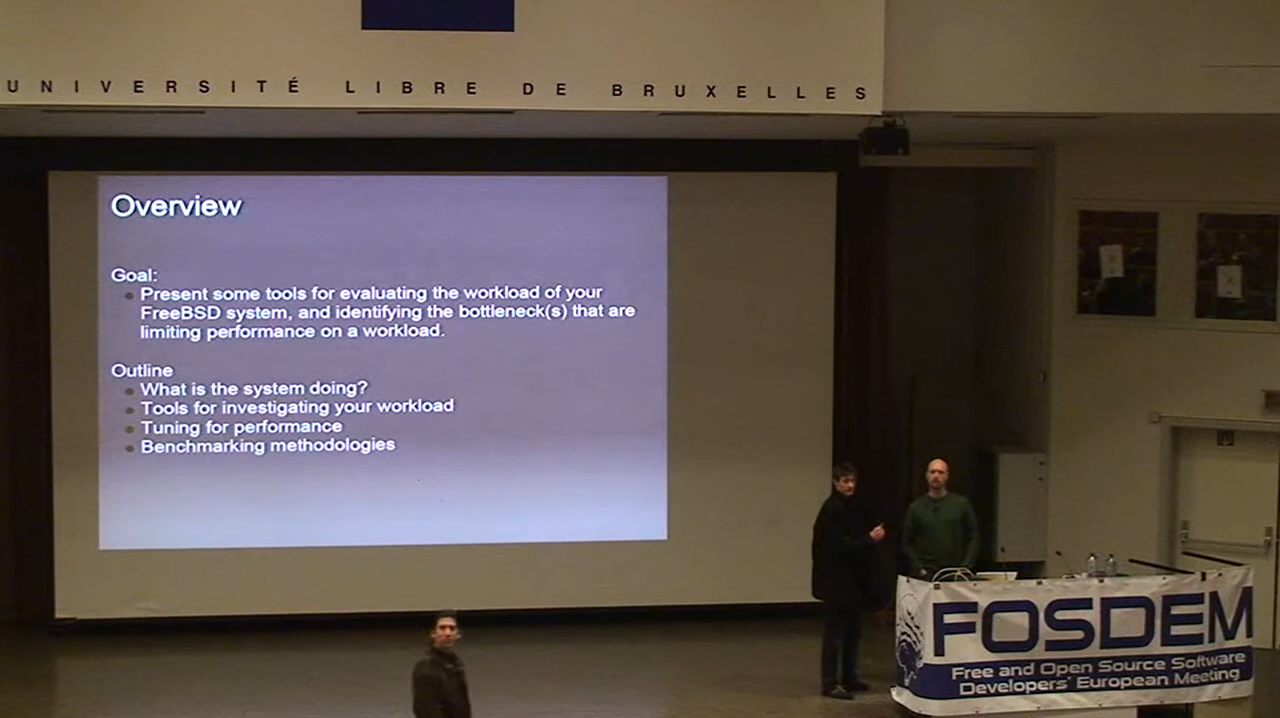 UNIVERSITÉ LIBRE DE BRUXELLES
Overview
Goal:
Present some tools for evaluating the workload of your
FreeBSD system, and identifying the bottleneck(s) that are
limiting performance on a workload.
Outline
What is the system doing?
Tools for investigating your workload
Tuning for performance
Benchmarking methodologies
FOSDEM
Free and Open Source Software
Developers' European Meeting